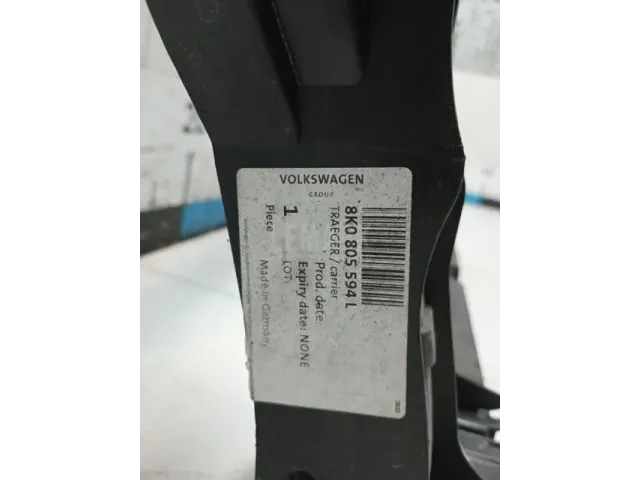 VOLKSWAGEN
GROUP
8K0 805 594 L
TRAEGER / carrier
Prod. date:
Expiry date: NONE
LOT:
1
Piece
Made in Germany